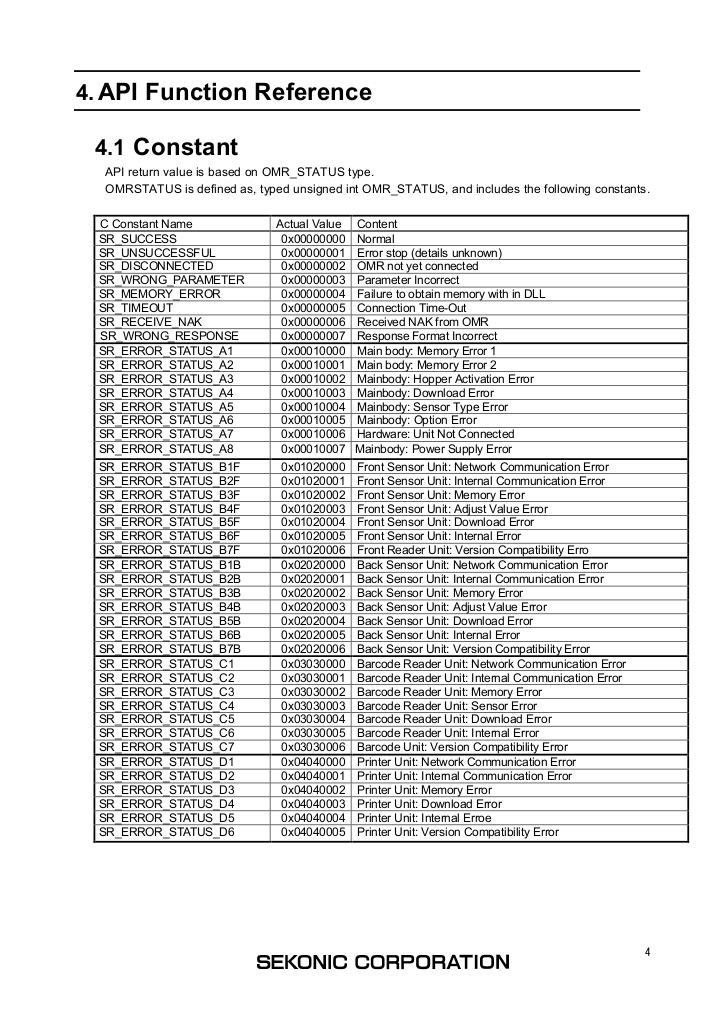 4. API Function Reference
4.1 Constant
API return value is based on OMR_STATUS type.
OMRSTATUS is defined as, typed unsigned int OMR_STATUS, and includes the following constants.
C Constant Name Actual Value Content
SR_SUCCESS 0x00000000 Normal
SR_UNSUCCESSFUL 0x00000001 Error stop (details unknown)
SR_DISCONNECTED 0x00000002 OMR not yet connected
SR_WRONG_PARAMETER 0x00000003 Parameter Incorrect
SR_MEMORY_ERROR 0x00000004 Failure to obtain memory with in DLL
SR_TIMEOUT 0x00000005 Connection Time-Out
SR_RECEIVE_NAK 0x00000006 Received NAK from OMR
SR_WRONG_RESPONSE 0x00000007 Response Format Incorrect
SR_ERROR_STATUS_A1 0x00010000 Main body: Memory Error 1
SR_ERROR_STATUS_A2 0x00010001 Main body: Memory Error 2
SR_ERROR_STATUS_A3 0x00010002 Mainbody: Hopper Activation Error
SR_ERROR_STATUS_A4 0x00010003 Mainbody: Download Error
SR_ERROR_STATUS_A5 0x00010004 Mainbody: Sensor Type Error
SR_ERROR_STATUS_A6 0x00010005 Mainbody: Option Error
SR_ERROR_STATUS_A7 0x00010006 Hardware: Unit Not Connected
SR_ERROR_STATUS_A8 0x00010007 Mainbody: Power Supply Error
SR_ERROR_STATUS_B1F 0x01020000 Front Sensor Unit: Network Communication Error
SR_ERROR_STATUS_B2F 0x01020001 Front Sensor Unit: Internal Communication Error
SR_ERROR_STATUS_B3F 0x01020002 Front Sensor Unit: Memory Error
SR_ERROR_STATUS_B4F 0x01020003 Front Sensor Unit: Adjust Value Error
SR_ERROR_STATUS_B5F 0x01020004 Front Sensor Unit: Download Error
SR_ERROR_STATUS_B6F 0x01020005 Front Sensor Unit: Internal Error
SR_ERROR_STATUS_B7F 0x01020006 Front Reader Unit: Version Compatibility Erro
SR_ERROR_STATUS_B1B 0x02020000 Back Sensor Unit: Network Communication Error
SR_ERROR_STATUS_B2B 0x02020001 Back Sensor Unit: Internal Communication Error
SR_ERROR_STATUS_B3B 0x02020002 Back Sensor Unit: Memory Error
SR_ERROR_STATUS_B4B 0x02020003 Back Sensor Unit: Adjust Value Error
SR_ERROR_STATUS_B5B 0x02020004 Back Sensor Unit: Download Error
SR_ERROR_STATUS_B6B 0x02020005 Back Sensor Unit: Internal Error
SR_ERROR_STATUS_B7B 0x02020006 Back Sensor Unit: Version Compatibility Error
SR_ERROR_STATUS_C1 0x03030000 Barcode Reader Unit: Network Communication Error
SR_ERROR_STATUS_C2 0x03030001 Barcode Reader Unit: Internal Communication Error
SR_ERROR_STATUS_C3 0x03030002 Barcode Reader Unit: Memory Error
SR_ERROR_STATUS_C4 0x03030003 Barcode Reader Unit: Sensor Error
SR_ERROR_STATUS_C5 0x03030004 Barcode Reader Unit: Download Error
SR_ERROR_STATUS_C6 0x03030005 Barcode Reader Unit: Internal Error
SR_ERROR_STATUS_C7 0x03030006 Barcode Unit: Version Compatibility Error
SR_ERROR_STATUS_D1 0x04040000 Printer Unit: Network Communication Error
SR_ERROR_STATUS_D2 0x04040001 Printer Unit: Internal Communication Error
SR_ERROR_STATUS_D3 0x04040002 Printer Unit: Memory Error
SR_ERROR_STATUS_D4 0x04040003 Printer Unit: Download Error
SR_ERROR_STATUS_D5 0x04040004 Printer Unit: Internal Erroe
SR_ERROR_STATUS_D6 0x04040005 Printer Unit: Version Compatibility Error
4
SEKONIC CORPORATION